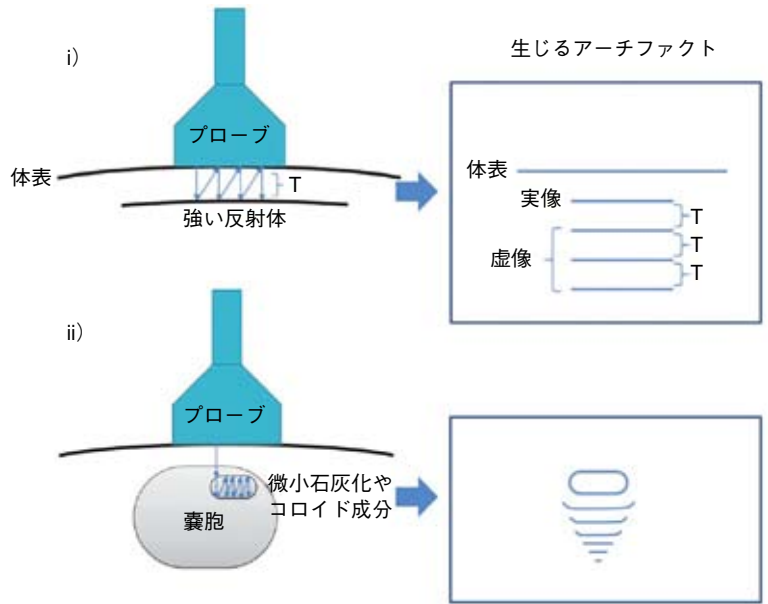 i)
生じるアーチファクト
プローブ
体表
T
強い反射体
体表
実像
T
虚像
T
T
ii)
プローブ
微小石灰化や
コロイド成分
嚢胞